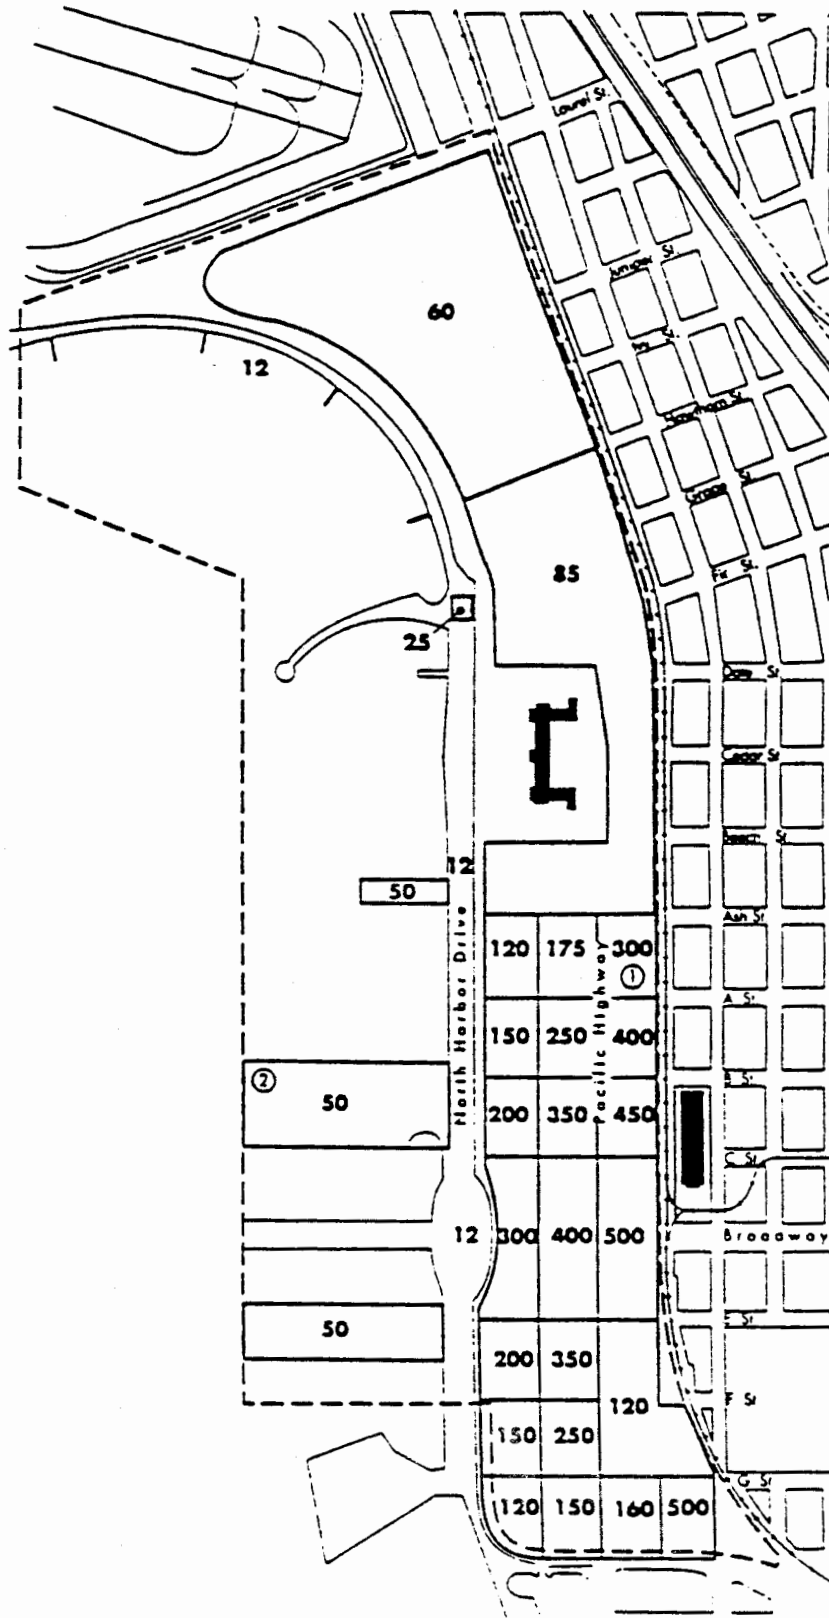 Laurel St.
Juniper St.
60
Ivy St.
12
Hawthorn St.
Grape St.
85
Fir St.
25
Date St
Cedar St
Beech St.
12
50
North Harbor Drive
Pacific Highway
Ash St
120 175 300
①
A St
150 250 400
B St
②
50
200 350 450
C St
12 300 400 500
Broadway
E St
50
200 350
120
F St
150 250
G St
120 150 160 500